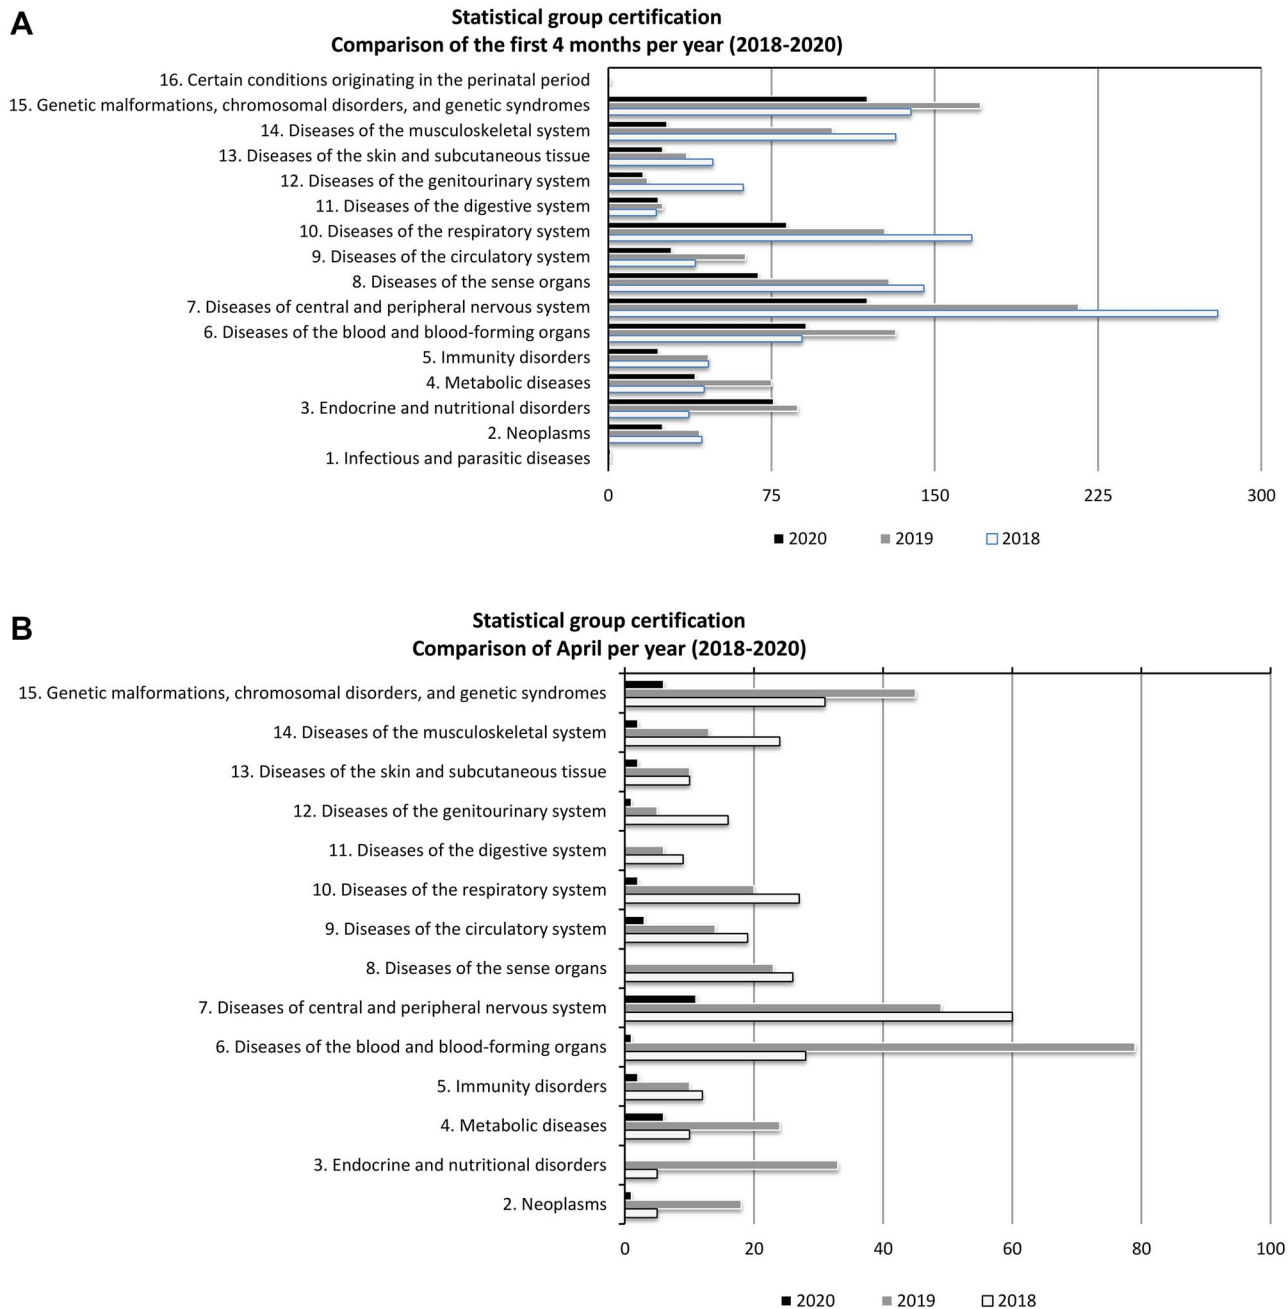 A
Statistical group certification
Comparison of the first 4 months per year (2018-2020)
16. Certain conditions originating in the perinatal period
15. Genetic malformations, chromosomal disorders, and genetic syndromes
14. Diseases of the musculoskeletal system
13. Diseases of the skin and subcutaneous tissue
12. Diseases of the genitourinary system
11. Diseases of the digestive system
10. Diseases of the respiratory system
9. Diseases of the circulatory system
8. Diseases of the sense organs
7. Diseases of central and peripheral nervous system
6. Diseases of the blood and blood-forming organs
5. Immunity disorders
4. Metabolic diseases
3. Endocrine and nutritional disorders
2. Neoplasms
1. Infectious and parasitic diseases
0 75 150 225 300
2020 2019 2018
B
Statistical group certification
Comparison of April per year (2018-2020)
15. Genetic malformations, chromosomal disorders, and genetic syndromes
14. Diseases of the musculoskeletal system
13. Diseases of the skin and subcutaneous tissue
12. Diseases of the genitourinary system
11. Diseases of the digestive system
10. Diseases of the respiratory system
9. Diseases of the circulatory system
8. Diseases of the sense organs
7. Diseases of central and peripheral nervous system
6. Diseases of the blood and blood-forming organs
5. Immunity disorders
4. Metabolic diseases
3. Endocrine and nutritional disorders
2. Neoplasms
0 20 40 60 80 100
2020 2019 2018